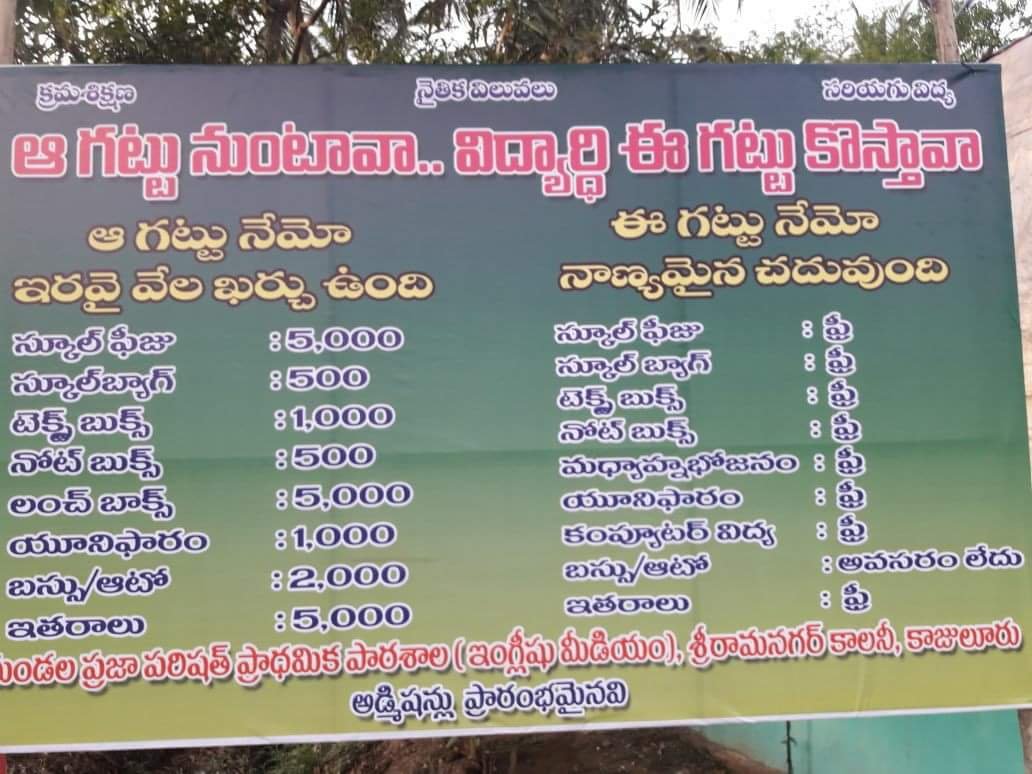 క్రమశిక్షణ నైతిక విలువలు సరియగు విద్య
ఆ గట్టు నుంటావా.. విద్యార్థి ఈ గట్టు కొస్తావా
ఆ గట్టు నేమో
ఇరవై వేల ఖర్చు ఉంది
స్కూల్ ఫీజు : 5,000
స్కూల్‌బ్యాగ్ : 500
టెక్స్ట్ బుక్స్ : 1,000
నోట్ బుక్స్ : 500
లంచ్ బాక్స్ : 5,000
యూనిఫారం : 1,000
బస్సు/ఆటో : 2,000
ఇతరాలు : 5,000
ఈ గట్టు నేమో
నాణ్యమైన చదువుంది
స్కూల్ ఫీజు : ఫ్రీ
స్కూల్ బ్యాగ్ : ఫ్రీ
టెక్స్ట్ బుక్స్ : ఫ్రీ
నోట్ బుక్స్ : ఫ్రీ
మధ్యాహ్నభోజనం : ఫ్రీ
యూనిఫారం : ఫ్రీ
కంప్యూటర్ విద్య : ఫ్రీ
బస్సు/ఆటో : అవసరం లేదు
ఇతరాలు : ఫ్రీ
మండల ప్రజా పరిషత్ ప్రాథమిక పాఠశాల (ఇంగ్లీషు మీడియం), శ్రీరామనగర్ కాలనీ, కాజులూరు
అడ్మిషన్లు ప్రారంభమైనవి